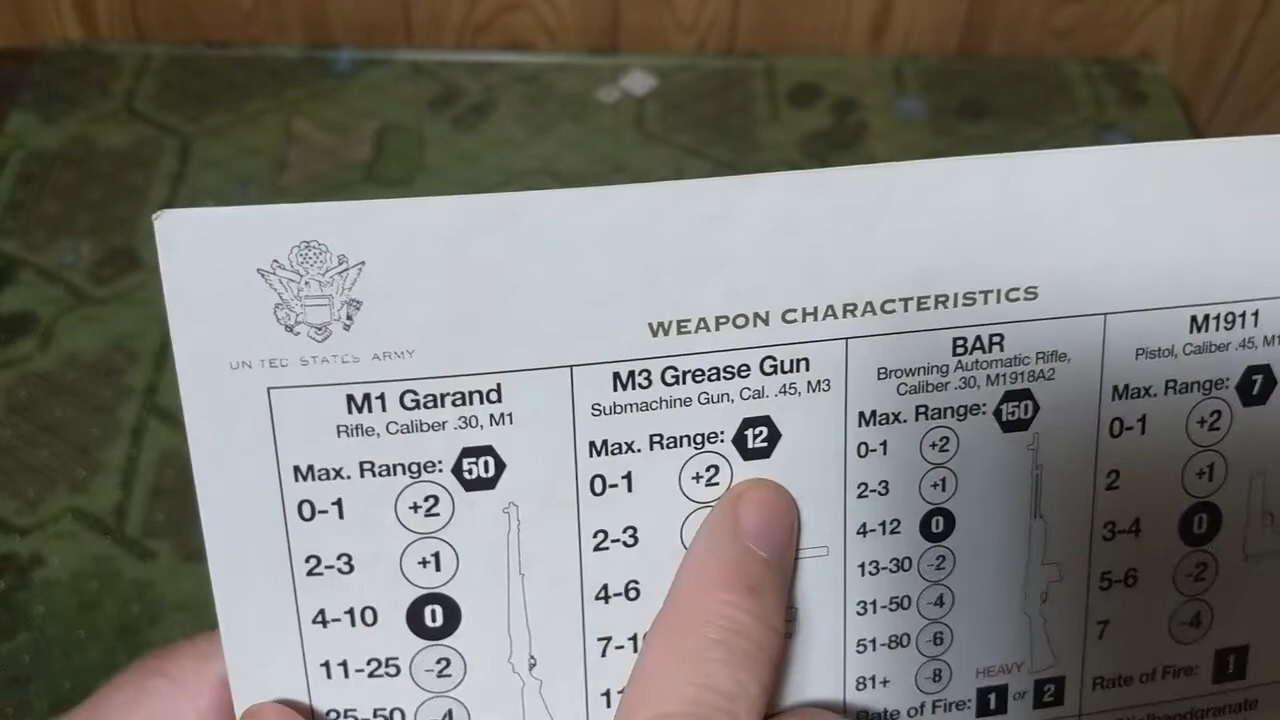 UNITED STATES ARMY
WEAPON CHARACTERISTICS
M1 Garand
Rifle, Caliber .30, M1
Max. Range: 50
0-1 +2
2-3 +1
4-10 0
11-25 -2
25-50 -4
M3 Grease Gun
Submachine Gun, Cal. .45, M3
Max. Range: 12
0-1 +2
2-3
4-6
BAR
Browning Automatic Rifle,
Caliber .30, M1918A2
Max. Range: 150
0-1 +2
2-3 +1
4-12 0
13-30 -2
31-50 -4
51-80 -6
81+ -8
HEAVY
Rate of Fire: 1 or 2
M1911
Pistol, Caliber .45,
Max. Range: 7
0-1 +2
2 +1
3-4 0
5-6 -2
7 -4
Rate of Fire: 1